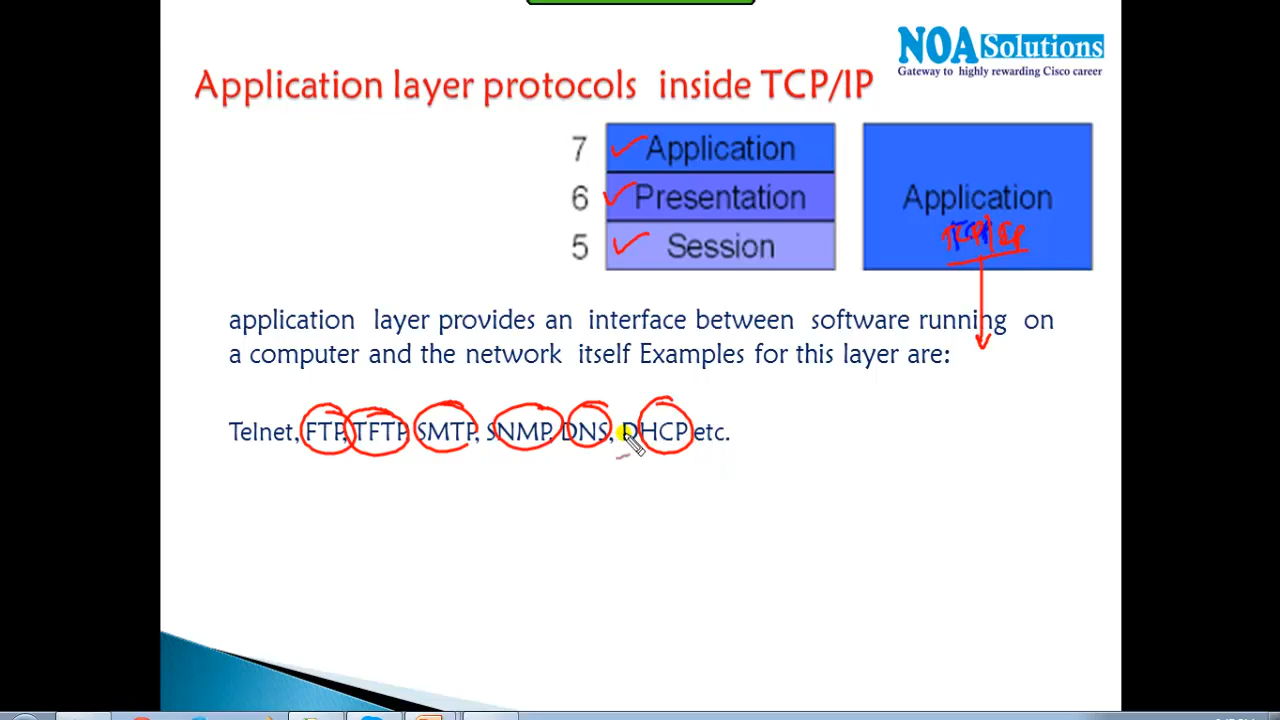 NOA Solutions
Gateway to highly rewarding Cisco career
Application layer protocols inside TCP/IP
7 Application
6 Presentation
5 Session
Application
TCP/IP
application layer provides an interface between software running on
a computer and the network itself Examples for this layer are:
Telnet, FTP, TFTP, SMTP, SNMP, DNS, DHCP etc.